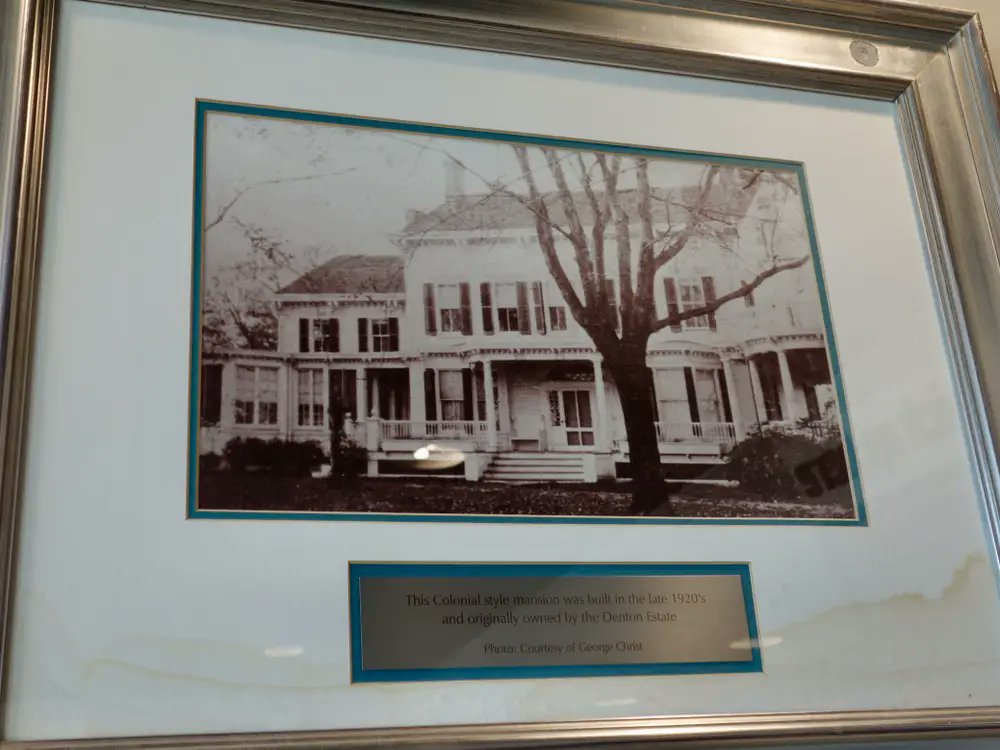 This Colonial style mansion was built in the late 1920's
and originally owned by the Denton Estate
Photo: Courtesy of George Christ